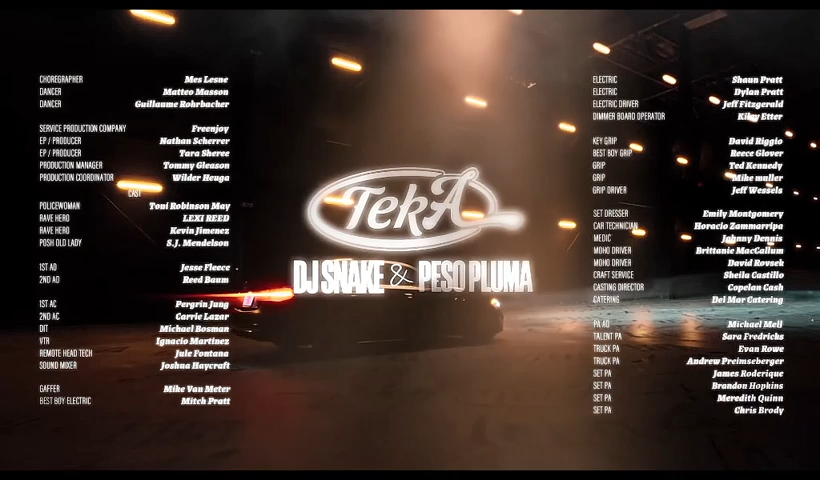 CHOREGRAPHER Mes Lesne
DANCER Matteo Masson
DANCER Guillaume Rohrbacher
SERVICE PRODUCTION COMPANY Freenjoy
EP / PRODUCER Nathan Scherrer
EP / PRODUCER Tara Sheree
PRODUCTION MANAGER Tommy Gleason
PRODUCTION COORDINATOR Wilder Heuga
CAST
POLICEWOMAN Toni Robinson May
RAVE HERO LEXI REED
RAVE HERO Kevin Jimenez
POSH OLD LADY S.J. Mendelson
1ST AD Jesse Fleece
2ND AD Reed Baum
1ST AC Pergrin Jung
2ND AC Carrie Lazar
DIT Michael Bosman
VTR Ignacio Martinez
REMOTE HEAD TECH Jule Fontana
SOUND MIXER Joshua Haycraft
GAFFER Mike Van Meter
BEST BOY ELECTRIC Mitch Pratt
TekA
DJ SNAKE & PESO PLUMA
ELECTRIC Shaun Pratt
ELECTRIC Dylan Pratt
ELECTRIC DRIVER Jeff Fitzgerald
DIMMER BOARD OPERATOR Etter
KEY GRIP David Riggio
BEST BOY GRIP Reece Glover
GRIP Ted Kennedy
GRIP Mike muller
GRIP DRIVER Jeff Wessels
SET DRESSER Emily Montgomery
CAR TECHNICIAN Horacio Zammarripa
MEDIC Johnny Dennis
MOHO DRIVER Brittanie MacCallum
MOHO DRIVER David Rovsek
CRAFT SERVICE Sheila Castillo
CASTING DIRECTOR Copelan Cash
CATERING Del Mar Catering
PA AD Michael
TALENT PA Sara Fredrichs
TRUCK PA Evan Rowe
TRUCK PA Andrew Preimseberger
SET PA James Roderique
SET PA Brandon Hopkins
SET PA Meredith Quinn
SET PA Chris Brody